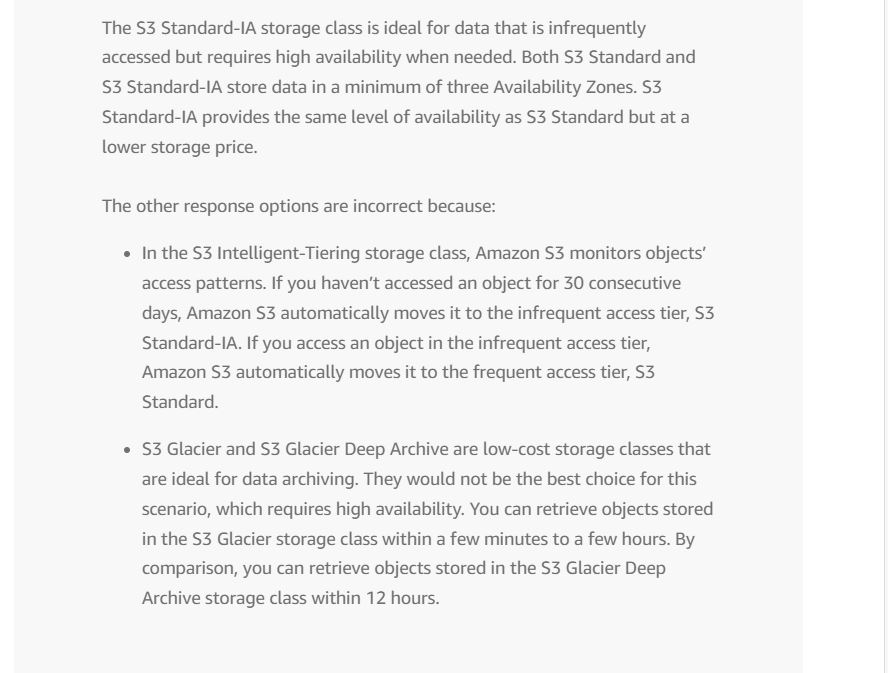 The S3 Standard-IA storage class is ideal for data that is infrequently
accessed but requires high availability when needed. Both S3 Standard and
S3 Standard-IA store data in a minimum of three Availability Zones. S3
Standard-IA provides the same level of availability as S3 Standard but at a
lower storage price.
The other response options are incorrect because:
• In the S3 Intelligent-Tiering storage class, Amazon S3 monitors objects’
access patterns. If you haven’t accessed an object for 30 consecutive
days, Amazon S3 automatically moves it to the infrequent access tier, S3
Standard-IA. If you access an object in the infrequent access tier,
Amazon S3 automatically moves it to the frequent access tier, S3
Standard.
• S3 Glacier and S3 Glacier Deep Archive are low-cost storage classes that
are ideal for data archiving. They would not be the best choice for this
scenario, which requires high availability. You can retrieve objects stored
in the S3 Glacier storage class within a few minutes to a few hours. By
comparison, you can retrieve objects stored in the S3 Glacier Deep
Archive storage class within 12 hours.